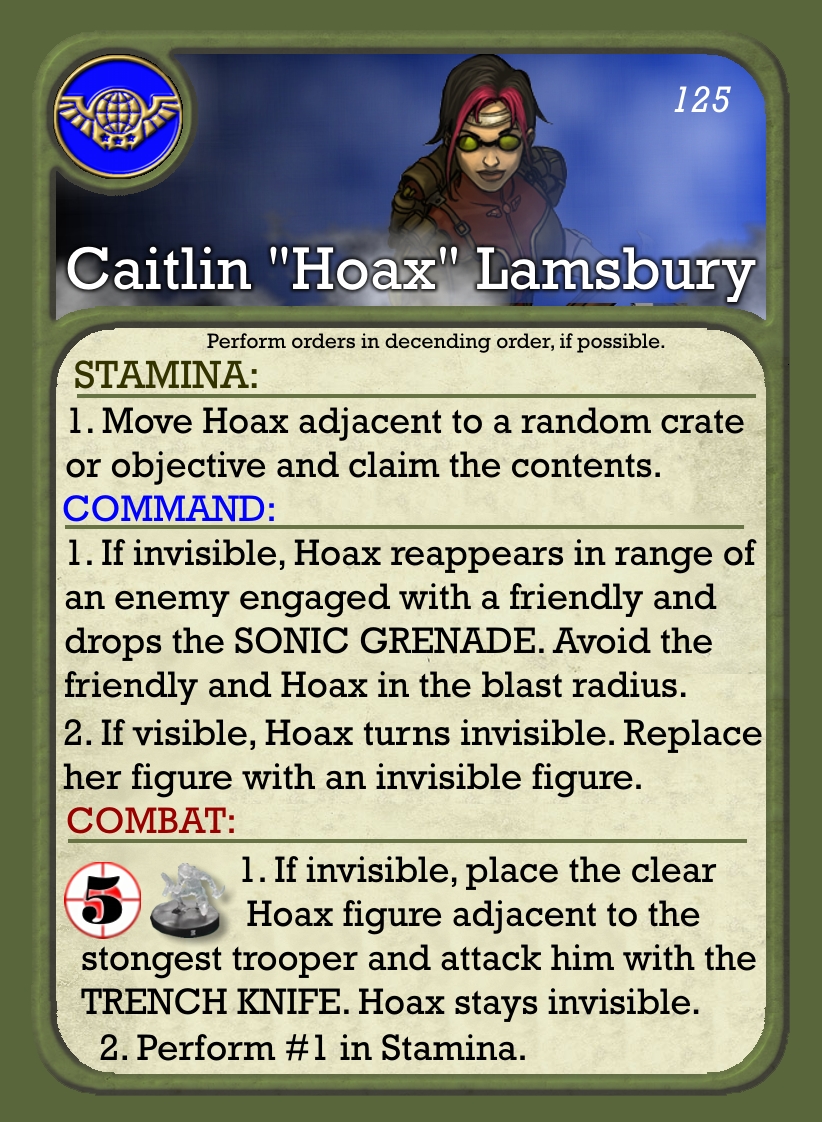 125
Caitlin "Hoax" Lamsbury
Perform orders in decending order, if possible.
STAMINA:
1. Move Hoax adjacent to a random crate
or objective and claim the contents.
COMMAND:
1. If invisible, Hoax reappears in range of
an enemy engaged with a friendly and
drops the SONIC GRENADE. Avoid the
friendly and Hoax in the blast radius.
2. If visible, Hoax turns invisible. Replace
her figure with an invisible figure.
COMBAT:
5 1. If invisible, place the clear
Hoax figure adjacent to the
stongest trooper and attack him with the
TRENCH KNIFE. Hoax stays invisible.
2. Perform #1 in Stamina.